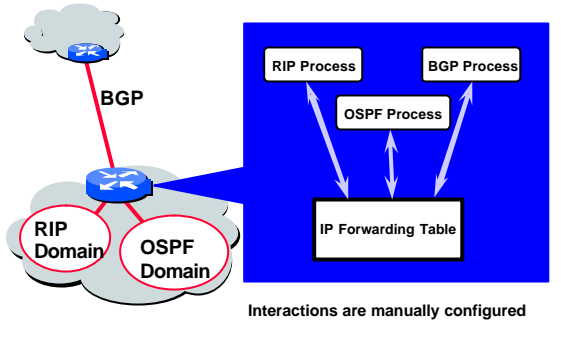 BGP
RIP
Domain
OSPF
Domain
RIP Process
BGP Process
OSPF Process
IP Forwarding Table
Interactions are manually configured